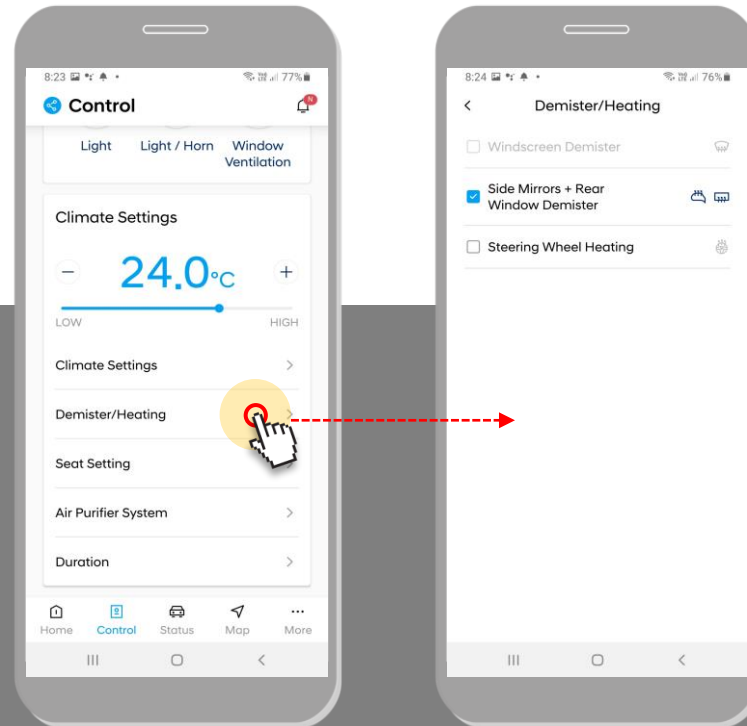 8:23
77%
Control
N
Light
Light / Horn
Window
Ventilation
Climate Settings
24.0°C
LOW
HIGH
Climate Settings
Demister/Heating
Seat Setting
Air Purifier System
Duration
Home
Control
Status
Map
More
8:24
76%
Demister/Heating
Windscreen Demister
Side Mirrors + Rear
Window Demister
Steering Wheel Heating